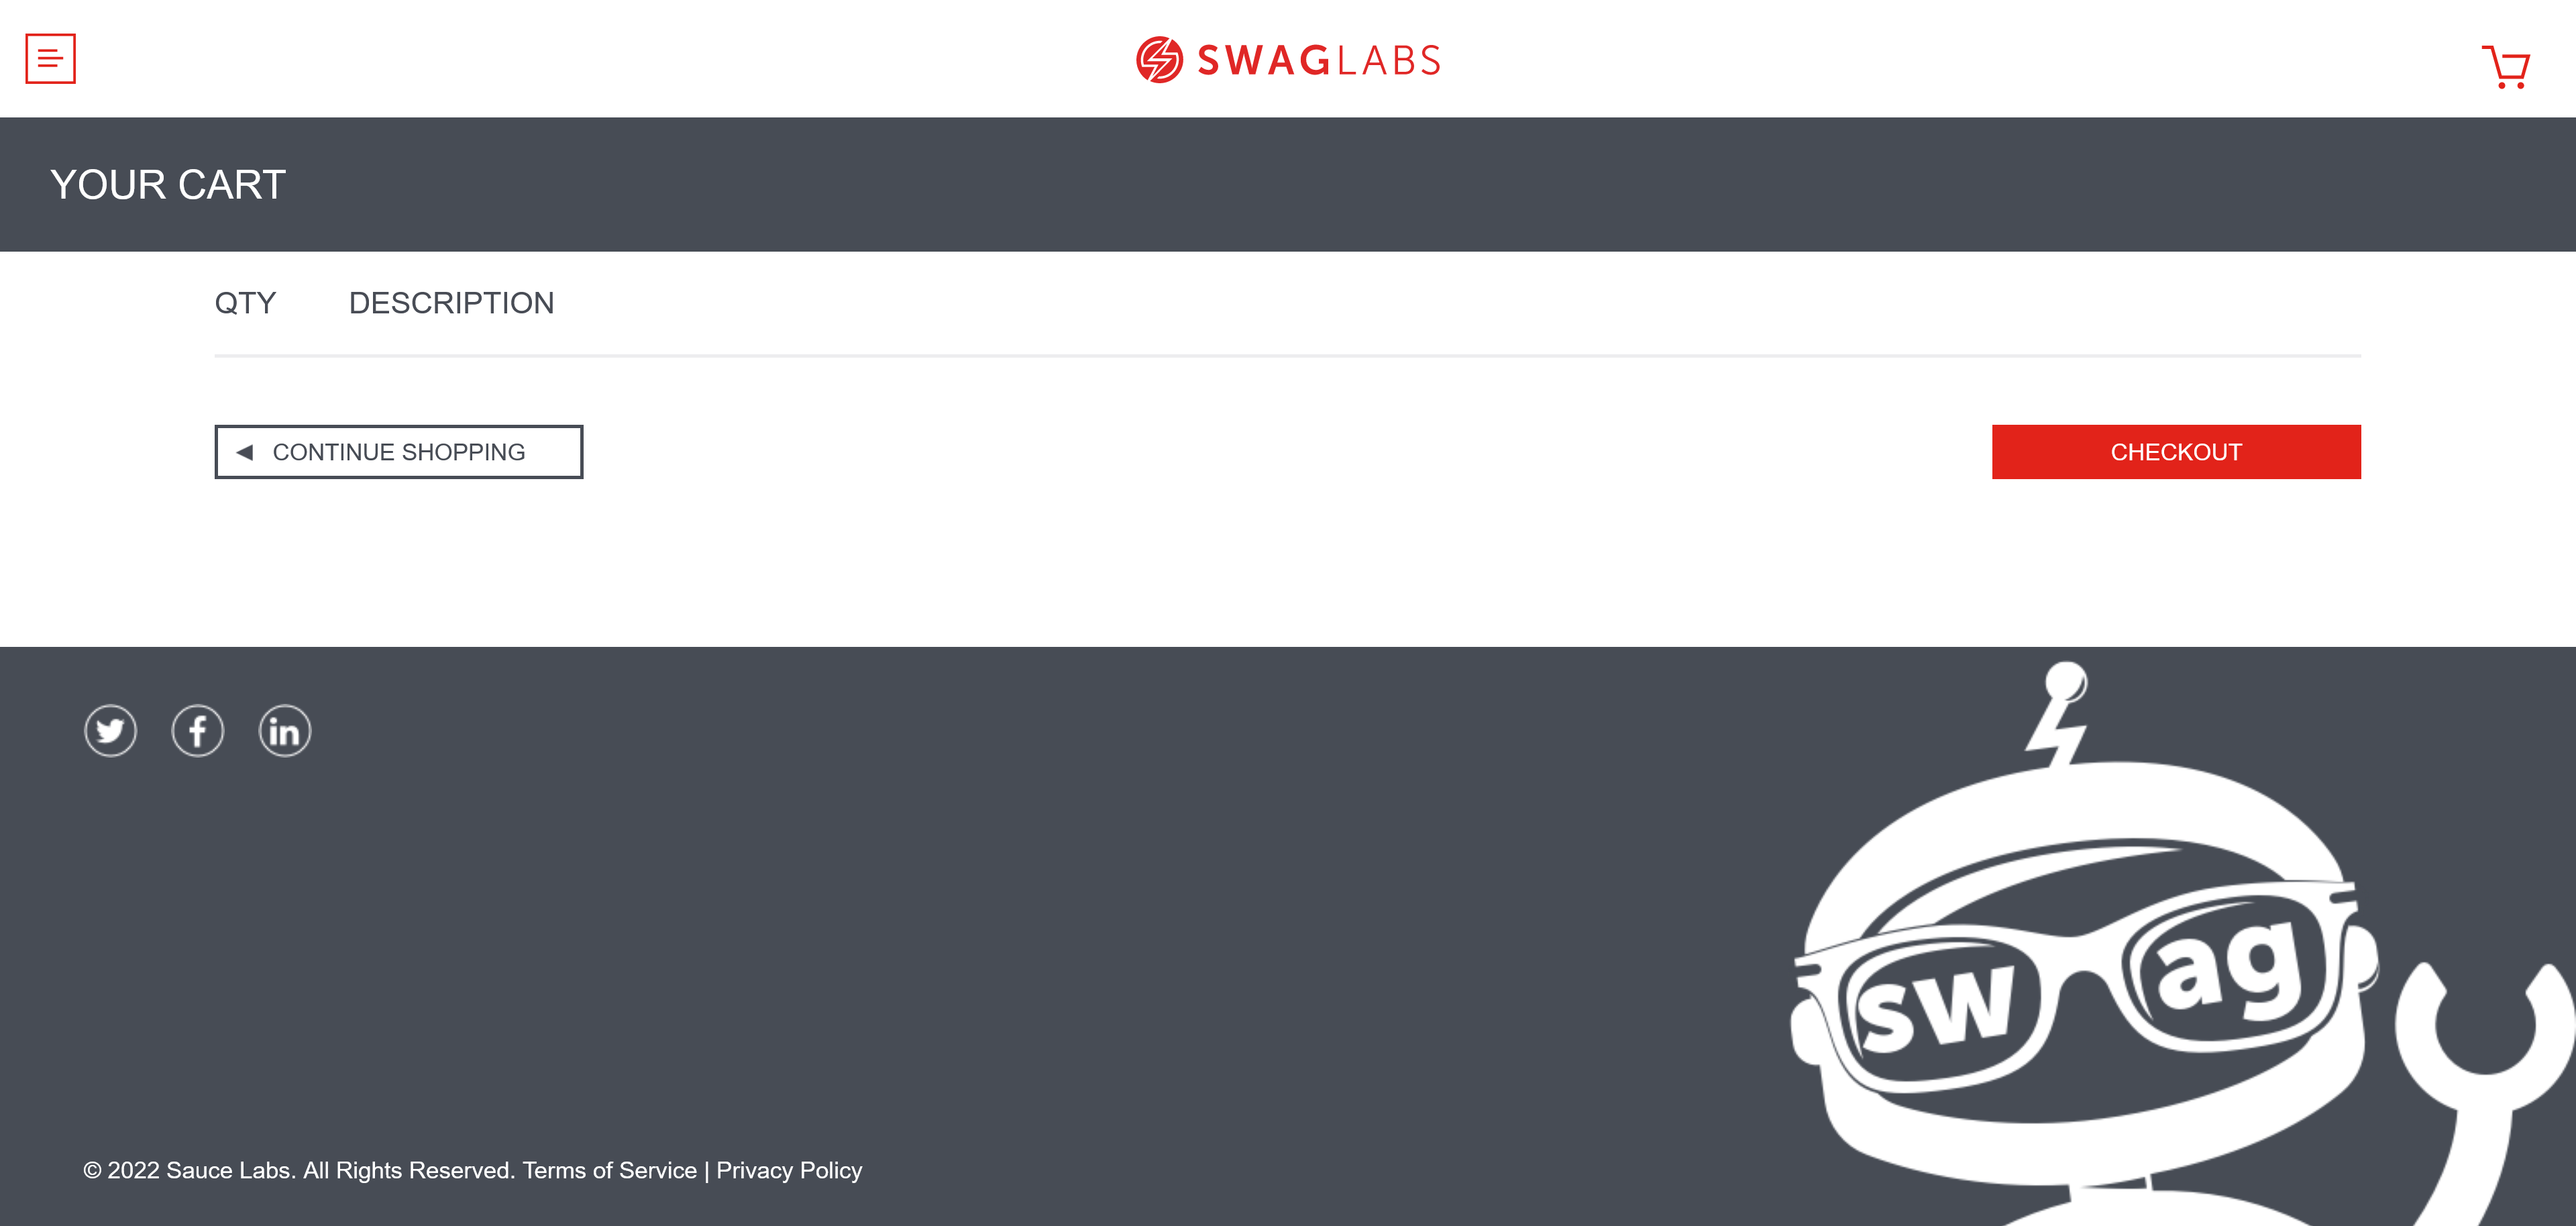 SWAGLABS
YOUR CART
QTY DESCRIPTION
CONTINUE SHOPPING
CHECKOUT
in
sw ag
© 2022 Sauce Labs. All Rights Reserved. Terms of Service | Privacy Policy